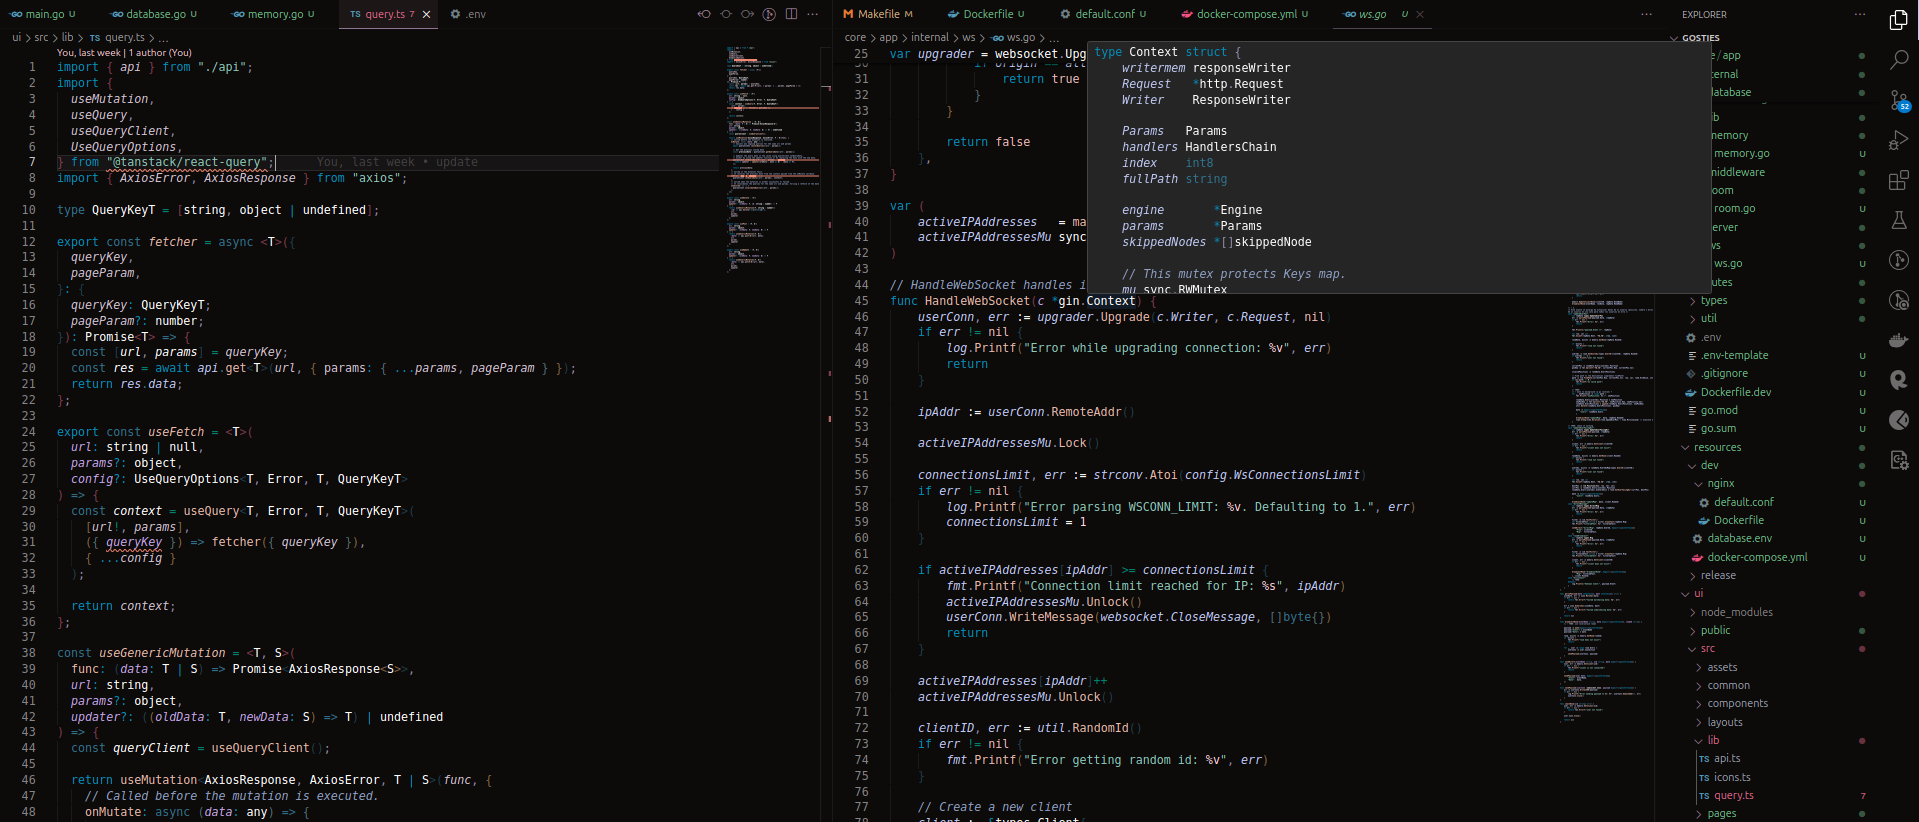 main.go U
database.go U
memory.go U
TS query.ts 7
.env
ui > src > lib > TS query.ts > ...
You, last week | 1 author (You)
1 import { api } from "./api";
2 import {
3 useMutation,
4 useQuery,
5 useQueryClient,
6 UseQueryOptions,
7 } from "@tanstack/react-query"; You, last week • update
8 import { AxiosError, AxiosResponse } from "axios";
9
10 type QueryKeyT = [string, object | undefined];
11
12 export const fetcher = async <T>({
13 queryKey,
14 pageParam,
15 }: {
16 queryKey: QueryKeyT;
17 pageParam?: number;
18 }): Promise<T> => {
19 const [url, params] = queryKey;
20 const res = await api.get<T>(url, { params: { ...params, pageParam } });
21 return res.data;
22 };
23
24 export const useFetch = <T>(
25 url: string | null,
26 params?: object,
27 config?: UseQueryOptions<T, Error, T, QueryKeyT>
28 ) => {
29 const context = useQuery<T, Error, T, QueryKeyT>(
30 [url!, params],
31 ({ queryKey }) => fetcher({ queryKey }),
32 { ...config }
33 );
34
35 return context;
36 };
37
38 const useGenericMutation = <T, S>(
39 func: (data: T | S) => Promise<AxiosResponse<S>>,
40 url: string,
41 params?: object,
42 updater?: ((oldData: T, newData: S) => T) | undefined
43 ) => {
44 const queryClient = useQueryClient();
45
46 return useMutation<AxiosResponse, AxiosError, T | S>(func, {
47 // Called before the mutation is executed.
48 onMutate: async (data: any) => {
Makefile M
Dockerfile U
default.conf U
docker-compose.yml U
ws.go U
core > app > internal > ws > ws.go > ...
25 var upgrader = websocket.Upg
31 return true
32 }
33 }
34
35 return false
36 },
37 }
38
39 var (
40 activeIPAddresses = ma
41 activeIPAddressesMu sync
42 )
43
44 // HandleWebSocket handles i
45 func HandleWebSocket(c *gin.Context) {
46 userConn, err := upgrader.Upgrade(c.Writer, c.Request, nil)
47 if err != nil {
48 log.Printf("Error while upgrading connection: %v", err)
49 return
50 }
51
52 ipAddr := userConn.RemoteAddr()
53
54 activeIPAddressesMu.Lock()
55
56 connectionsLimit, err := strconv.Atoi(config.WsConnectionsLimit)
57 if err != nil {
58 log.Printf("Error parsing WSCONN_LIMIT: %v. Defaulting to 1.", err)
59 connectionsLimit = 1
60 }
61
62 if activeIPAddresses[ipAddr] >= connectionsLimit {
63 fmt.Printf("Connection limit reached for IP: %s", ipAddr)
64 activeIPAddressesMu.Unlock()
65 userConn.WriteMessage(websocket.CloseMessage, []byte{})
66 return
67 }
68
69 activeIPAddresses[ipAddr]++
70 activeIPAddressesMu.Unlock()
71
72 clientID, err := util.RandomId()
73 if err != nil {
74 fmt.Printf("Error getting random id: %v", err)
75 }
76
77 // Create a new client
78 client := &types.Client{
type Context struct {
writermem responseWriter
Request *http.Request
Writer ResponseWriter
Params Params
handlers HandlersChain
index int8
fullPath string
engine *Engine
params *Params
skippedNodes *[]skippedNode
// This mutex protects Keys map.
mu sync.RWMutex
EXPLORER
GOSTIES
e / app
ernal
database
ib
memory
memory.go U
middleware
oom
room.go U
erver
ws
ws.go U
utes
types
util
.env
.env-template U
.gitignore U
Dockerfile.dev U
go.mod U
go.sum U
resources
dev
nginx
default.conf U
Dockerfile U
database.env U
docker-compose.yml U
release
ui
node_modules
public
src
assets
common
components
layouts
lib
TS api.ts U
TS icons.ts U
TS query.ts 7
pages
52